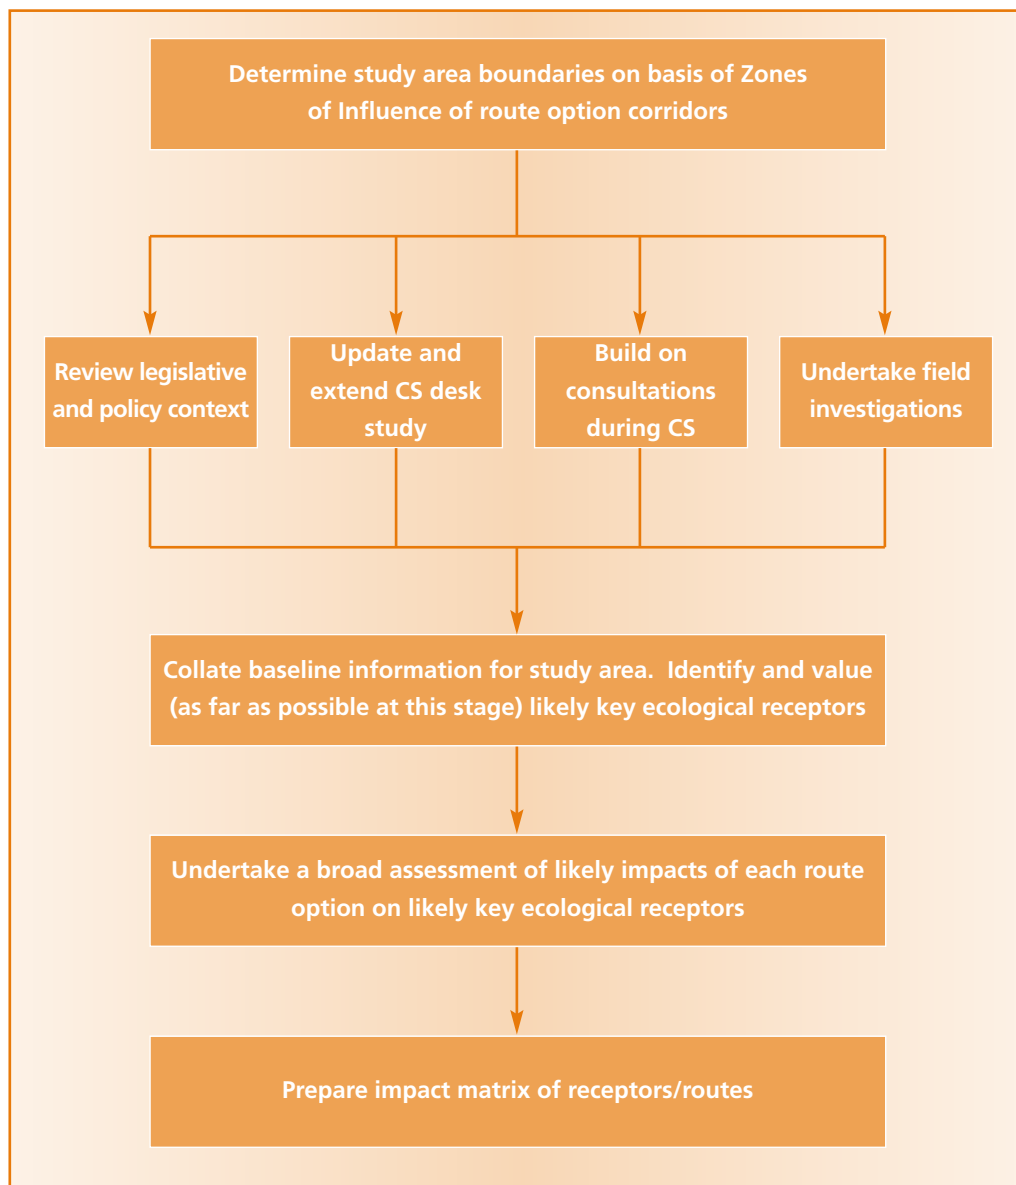 Determine study area boundaries on basis of Zones
of Influence of route option corridors
Review legislative
and policy context
Update and
extend CS desk
study
Build on
consultations
during CS
Undertake field
investigations
Collate baseline information for study area.  Identify and value
(as far as possible at this stage) likely key ecological receptors
Undertake a broad assessment of likely impacts of each route
option on likely key ecological receptors
Prepare impact matrix of receptors/routes